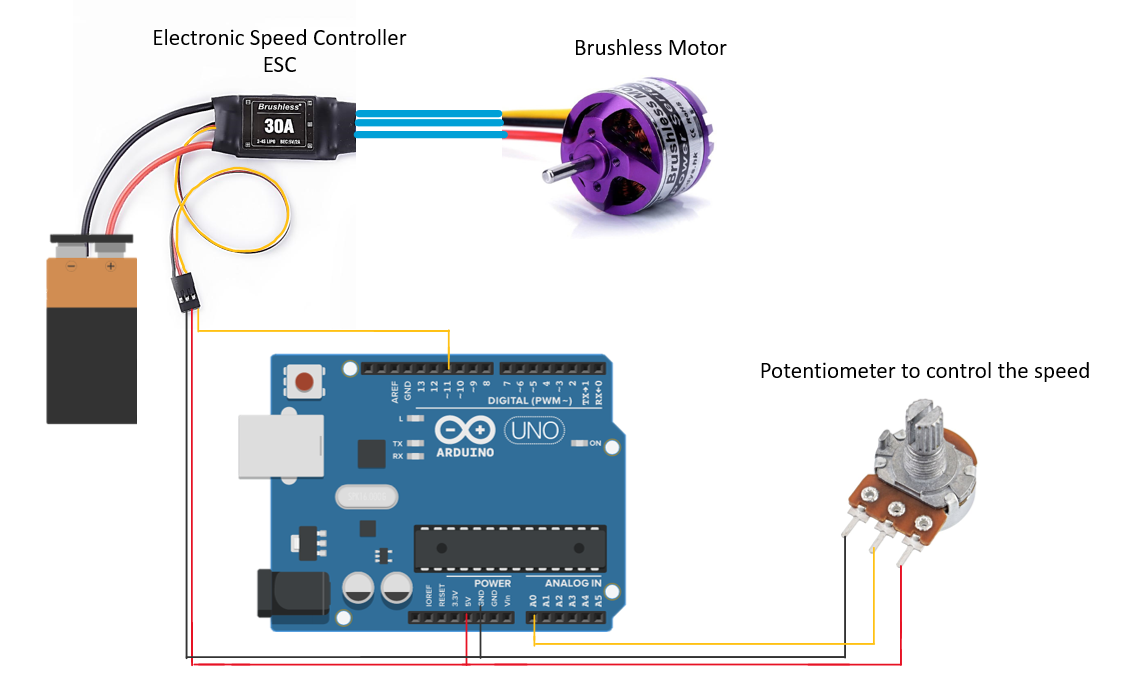 Electronic Speed Controller
ESC
Brushless Motor
Brushless
30A
2-4S LIPO BEC:5V/2A
− +
Potentiometer to control the speed
AREF
GND
13
12
~11
~10
~9
8
7
~6
~5
~4
~3
2
TX→1
RX←0
DIGITAL (PWM~)
L
TX
RX
ARDUINO
UNO
ON
POWER
ANALOG IN
IOREF
RESET
3.3V
5V
GND
GND
Vin
A0
A1
A2
A3
A4
A5
Brushless